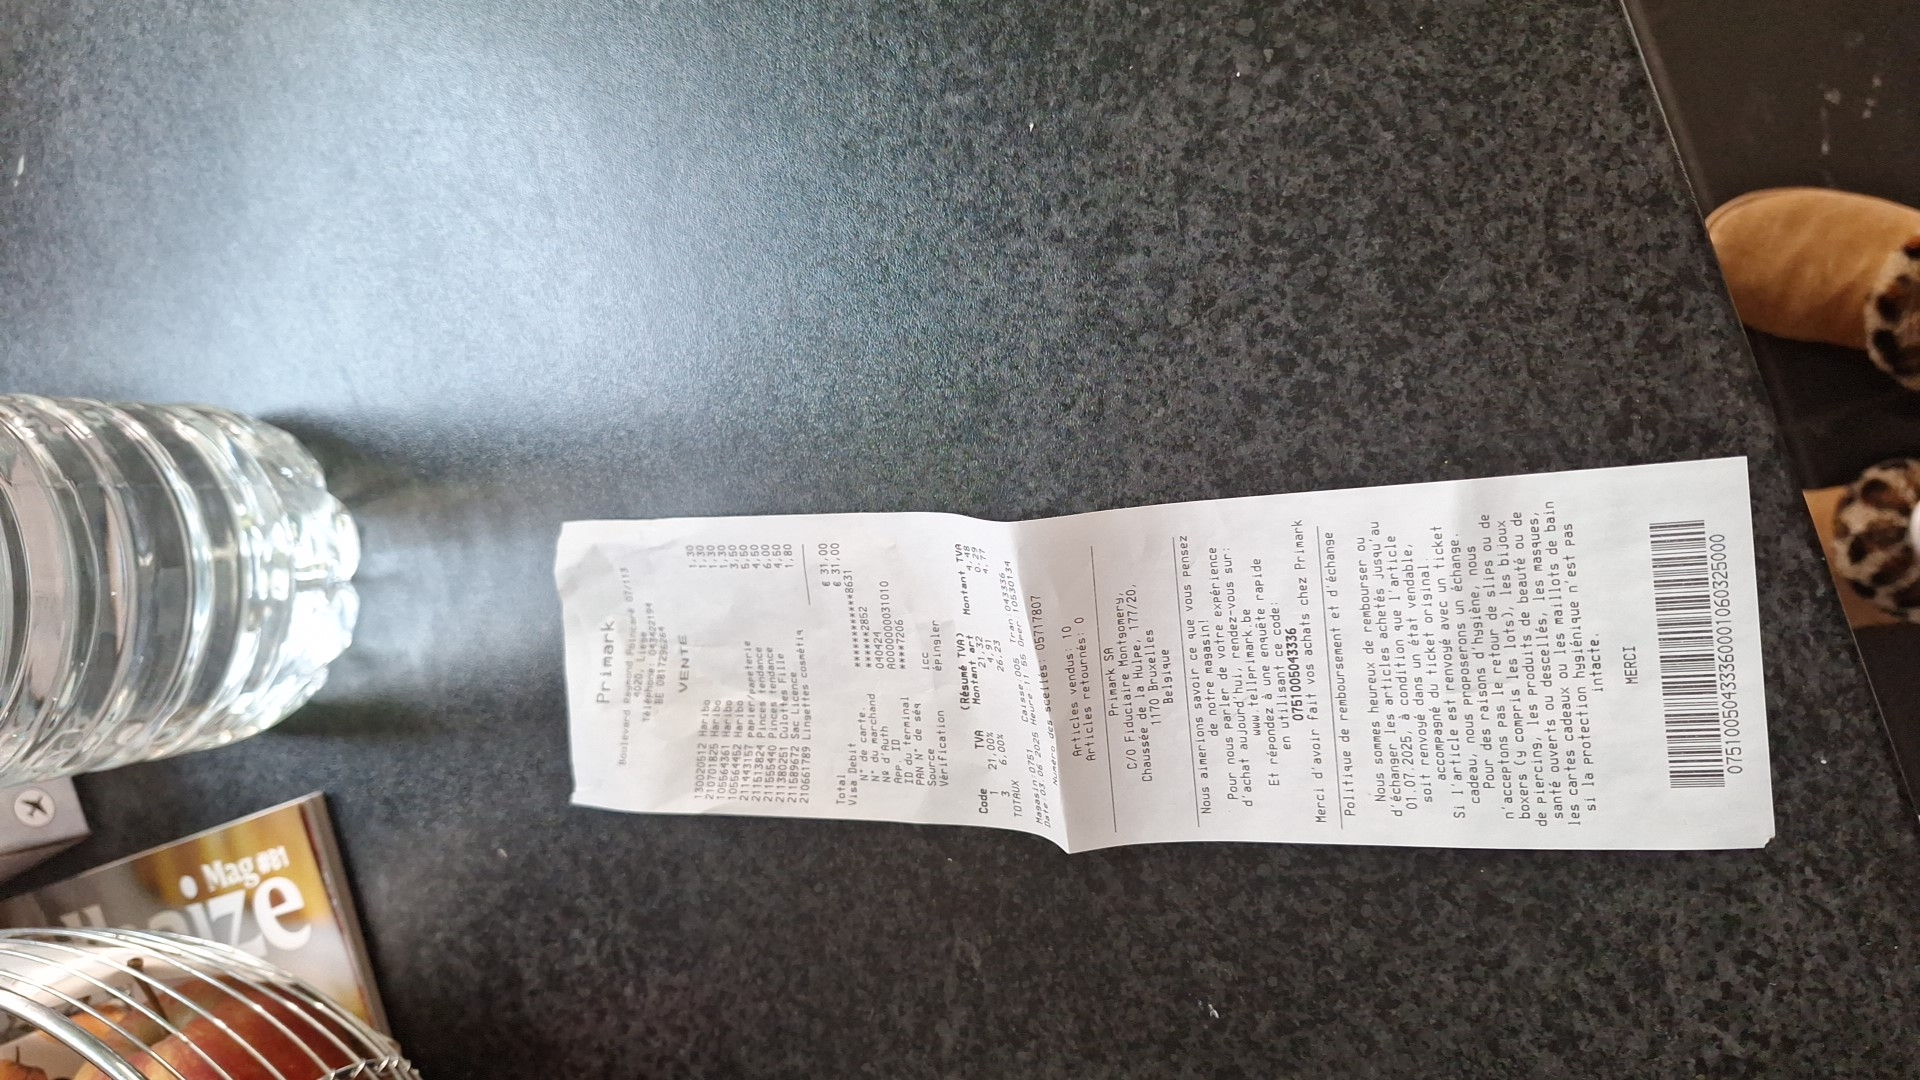 Primark
Boulevard Raymond Poincaré 07/113
4020, Liege
Téléphone: 043422194
BE 0817296264
VENTE
130020512 Haribo 1,30
210701825 Haribo 1,30
105564361 Haribo 1,30
105564452 Haribo 1,30
211443157 Papier/papeterie 3,50
211513824 Pinces tendance 5,50
211555440 Pinces tendance 4,50
211380251 Culottes Fille 6,00
211589672 Sac Licence 4,50
210661789 Lingettes cosmétiq 1,80
Total € 31,00
Visa Debit € 31,00
N° de carte. ************8631
N° du marchand ******2852
N° d'Auth 040424
App. ID A0000000031010
ID du terminal ****7206
PAN N° de séq
Source icc
Vérification épingler
(Résumé TVA)
Code TVA Montant art Montant TVA
1 21,00% 21,32 4,48
3 6,00% 4,91 0,29
TOTAUX 26,23 4,77
Magasin:0751 Caisse:005 Tran 043336
Date:03 06 2025 Heure:11 55 Opér 10530134
Numéro des scellés: 05717807
Articles vendus: 10
Articles retournés: 0
Primark SA
C/O Fiduciaire Montgomery,
Chaussée de la Hulpe, 177/20,
1170 Bruxelles
Belgique
Nous aimerions savoir ce que vous pensez
de notre magasin!
Pour nous parler de votre expérience
d'achat aujourd'hui, rendez-vous sur:
www.tellprimark.be
Et répondez à une enquête rapide
en utilisant ce code:
0751005043336
Merci d'avoir fait vos achats chez Primark
Politique de remboursement et d'échange
Nous sommes heureux de rembourser ou
d'échanger les articles achetés jusqu'au
01.07.2025, à condition que l'article
soit renvoyé dans un état vendable,
accompagné du ticket original.
Si l'article est renvoyé avec un ticket
cadeau, nous proposerons un échange.
Pour des raisons d'hygiène, nous
n'acceptons pas le retour de slips ou de
boxers (y compris les lots), les bijoux
de piercing, les produits de beauté ou de
santé ouverts ou descellés, les masques,
les cartes cadeaux ou les maillots de bain
si la protection hygiénique n'est pas
intacte.
MERCI
0751005043336000106032500
Mag #81